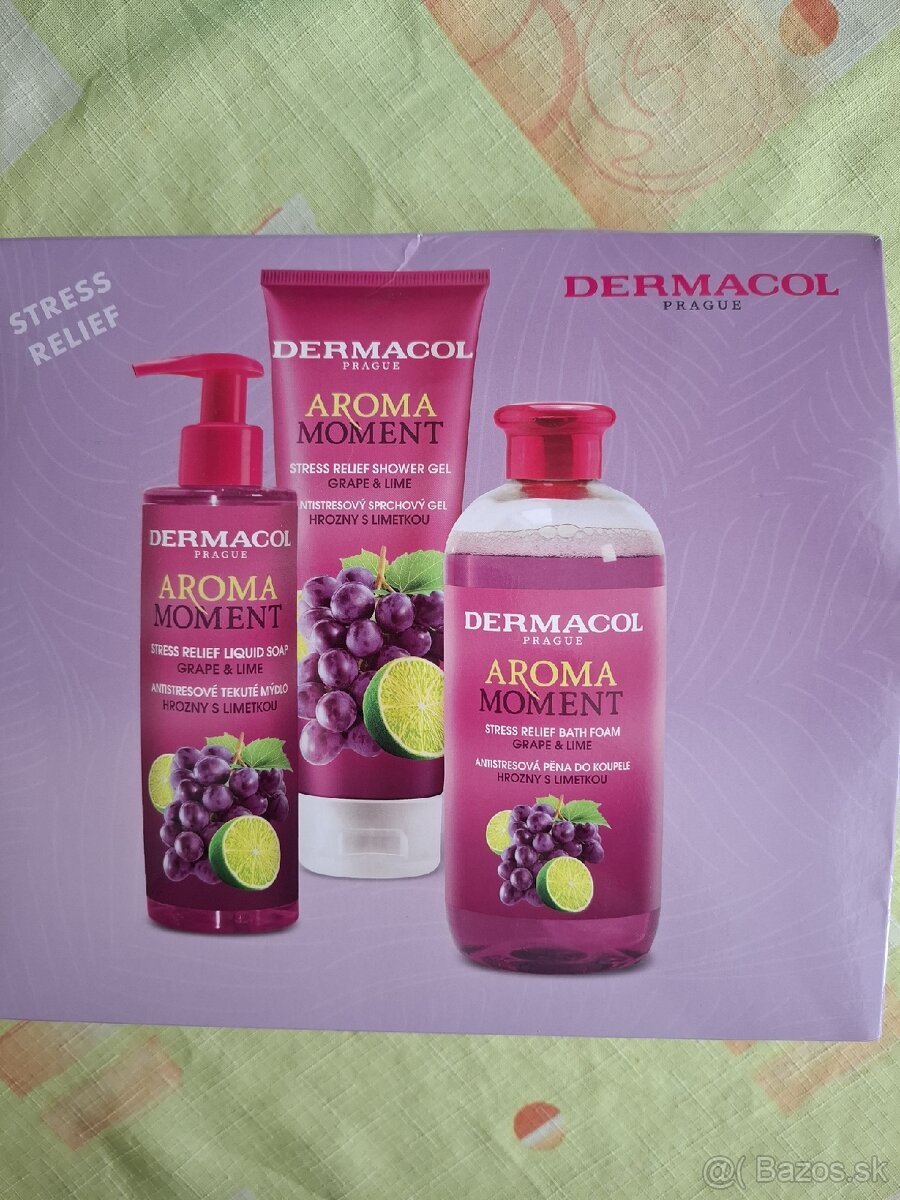 STRESS
RELIEF
DERMACOL
PRAGUE
DERMACOL
PRAGUE
AROMA
MOMENT
STRESS RELIEF SHOWER GEL
GRAPE & LIME
ANTISTRESOVÝ SPRCHOVÝ GEL
HROZNY S LIMETKOU
DERMACOL
PRAGUE
AROMA
MOMENT
STRESS RELIEF LIQUID SOAP
GRAPE & LIME
ANTISTRESOVÉ TEKUTÉ MÝDLO
HROZNY S LIMETKOU
DERMACOL
PRAGUE
AROMA
MOMENT
STRESS RELIEF BATH FOAM
GRAPE & LIME
ANTISTRESOVÁ PĚNA DO KOUPELE
HROZNY S LIMETKOU
@( Bazos.sk